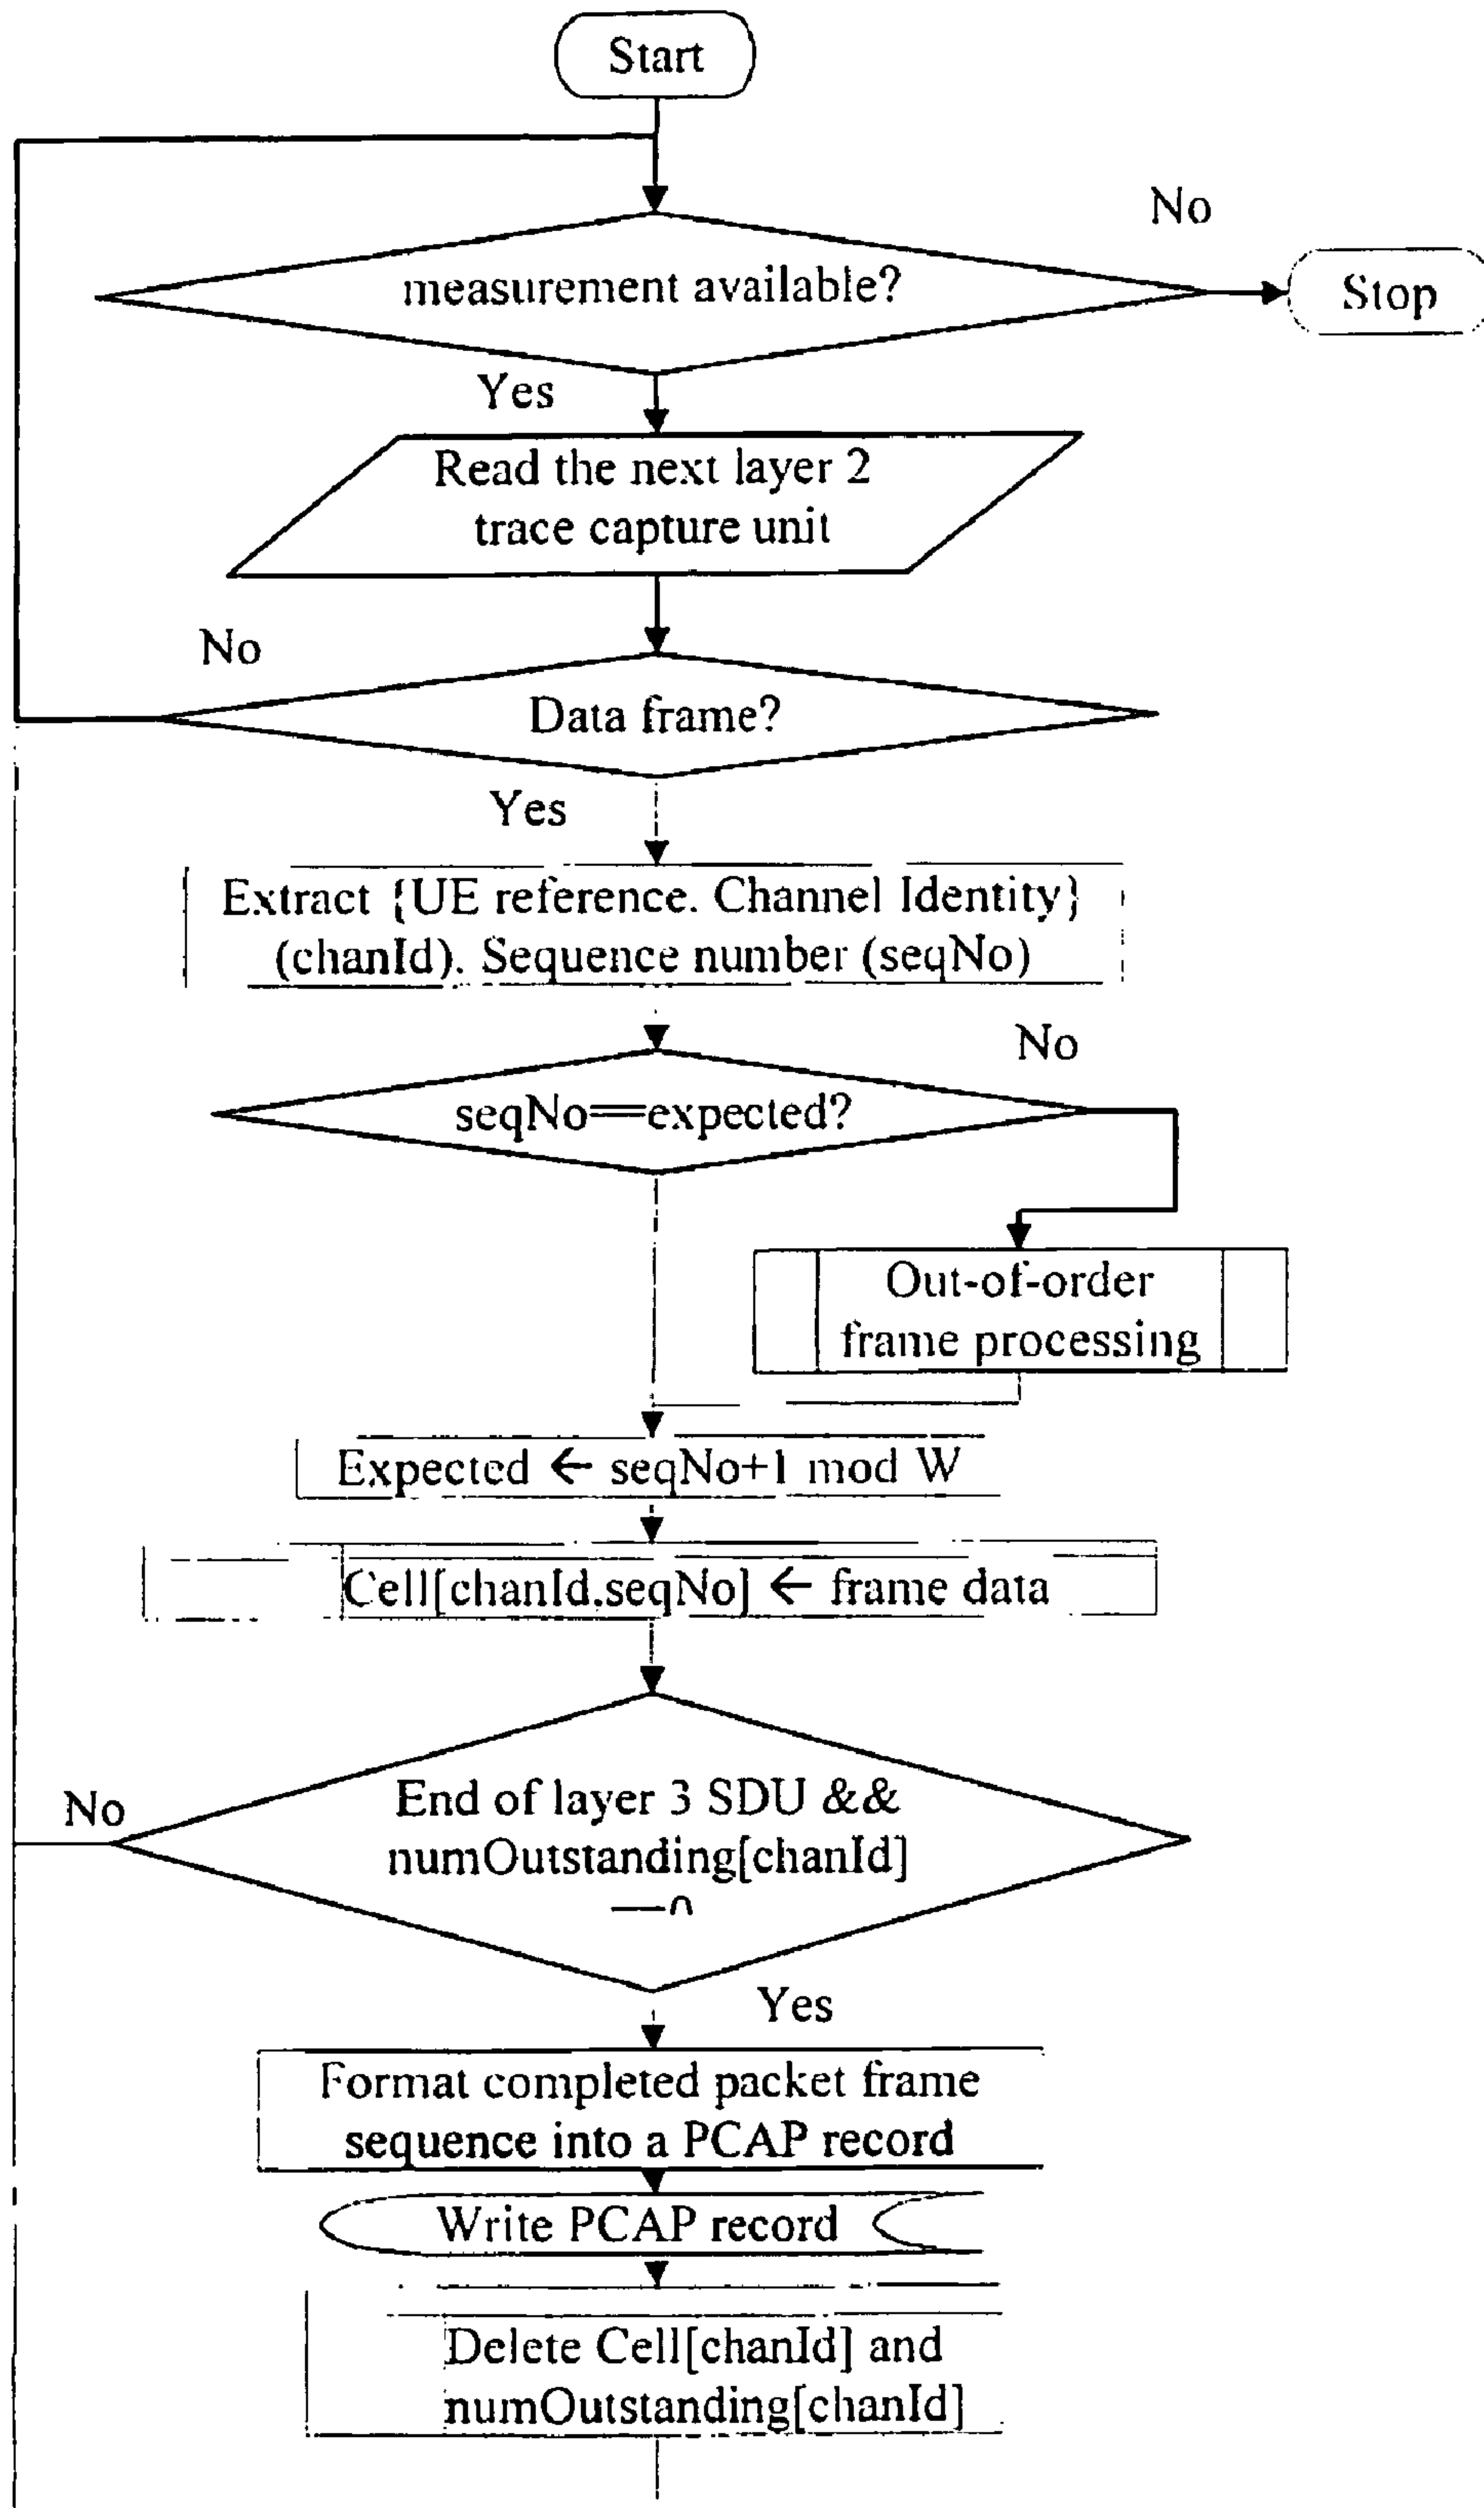 Start
No
measurement available?
Stop
Yes
Read the next layer 2
trace capture unit
No
Data frame?
Yes
Extract {UE reference. Channel Identity}
(chanId). Sequence number (seqNo)
No
seqNo==expected?
Out-of-order
frame processing
Expected ← seqNo+1 mod W
Cell[chanId.seqNo] ← frame data
No
End of layer 3 SDU &&
numOutstanding[chanId]
Yes
Format completed packet frame
sequence into a PCAP record
Write PCAP record
Delete Cell[chanId] and
numOutstanding[chanId]